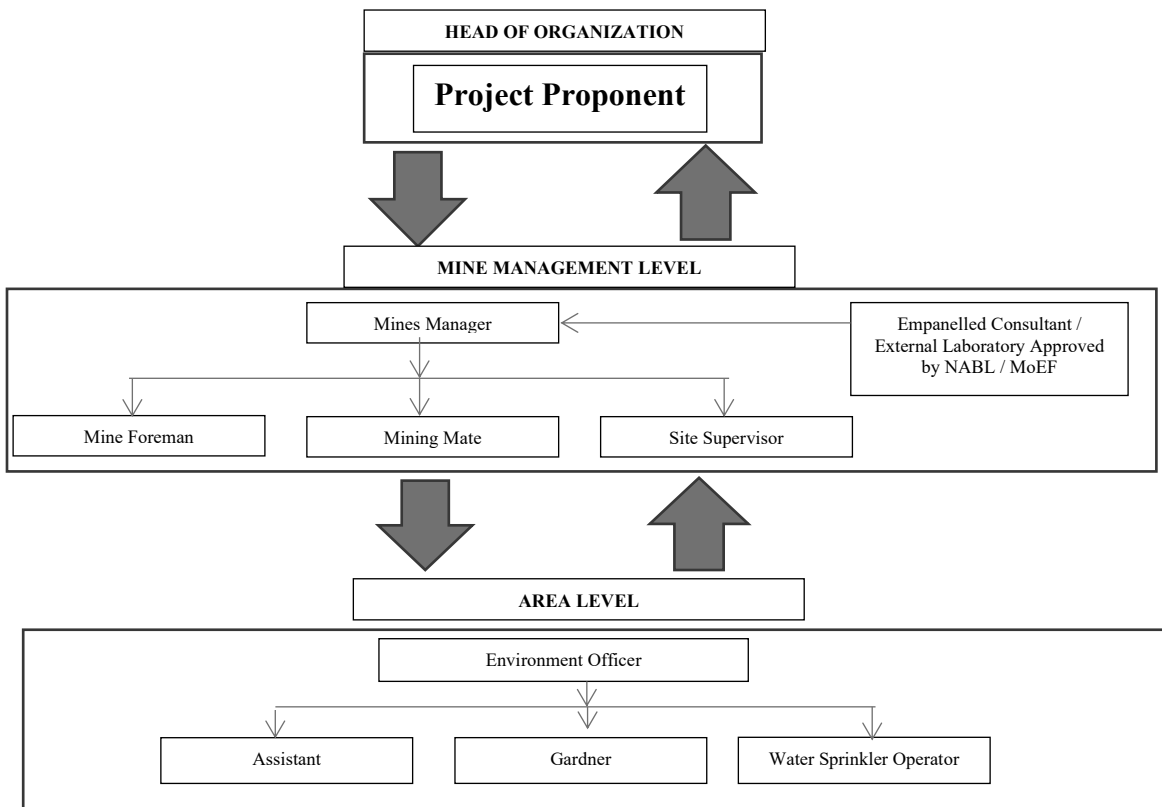 HEAD OF ORGANIZATION
Project Proponent
MINE MANAGEMENT LEVEL
Mines Manager
Empanelled Consultant /
External Laboratory Approved
by NABL / MoEF
Mine Foreman
Mining Mate
Site Supervisor
AREA LEVEL
Environment Officer
Assistant
Gardner
Water Sprinkler Operator